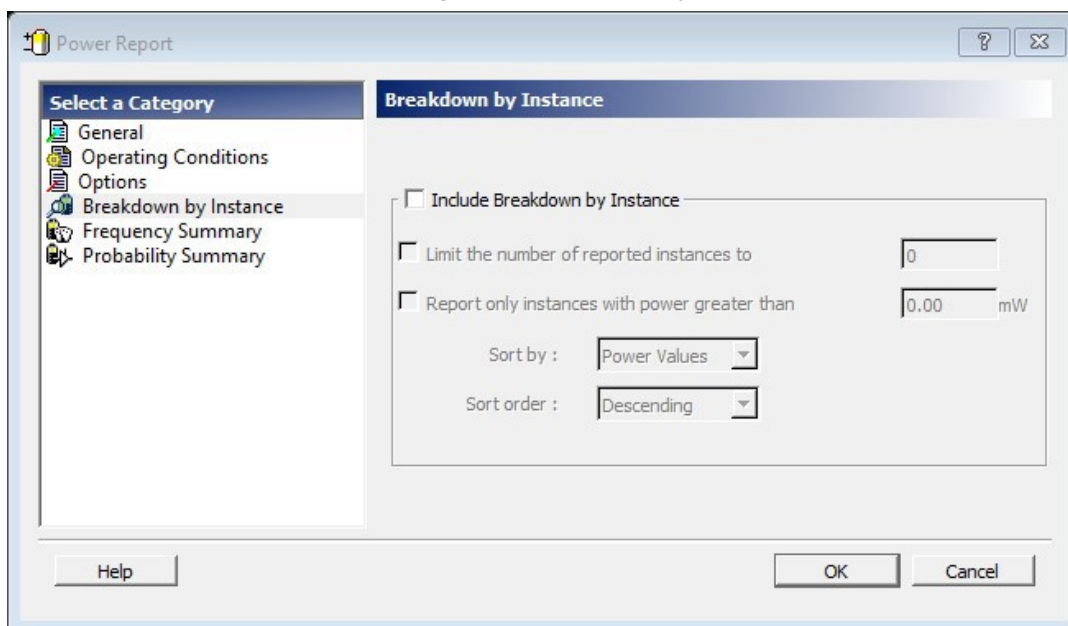 Power Report
Select a Category
General
Operating Conditions
Options
Breakdown by Instance
Frequency Summary
Probability Summary
Breakdown by Instance
Include Breakdown by Instance
Limit the number of reported instances to 0
Report only instances with power greater than 0.00 mW
Sort by : Power Values
Sort order : Descending
Help OK Cancel